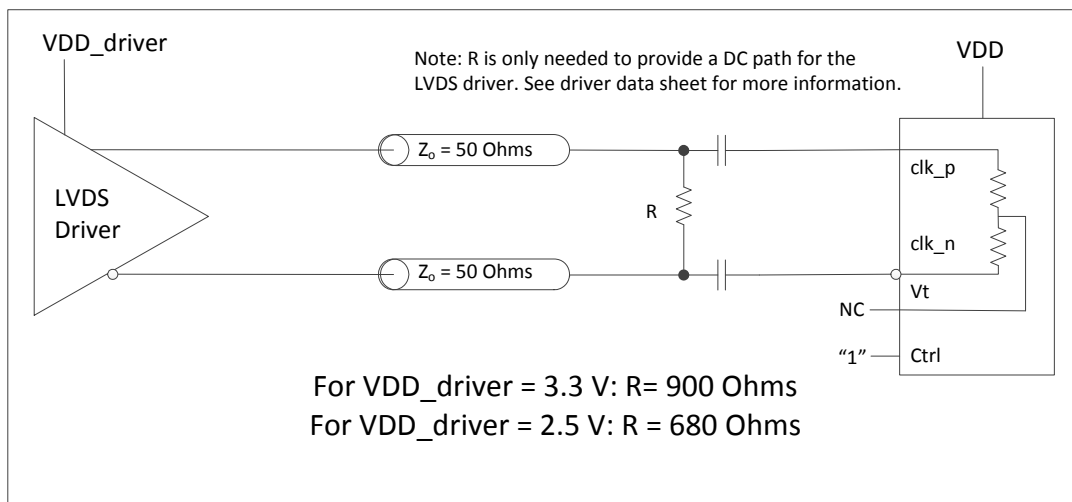 VDD_driver
Note: R is only needed to provide a DC path for the
LVDS driver. See driver data sheet for more information.
VDD
Zo = 50 Ohms
clk_p
LVDS
Driver
R
clk_n
Zo = 50 Ohms
Vt
NC
“1”
Ctrl
For VDD_driver = 3.3 V: R= 900 Ohms
For VDD_driver = 2.5 V: R = 680 Ohms